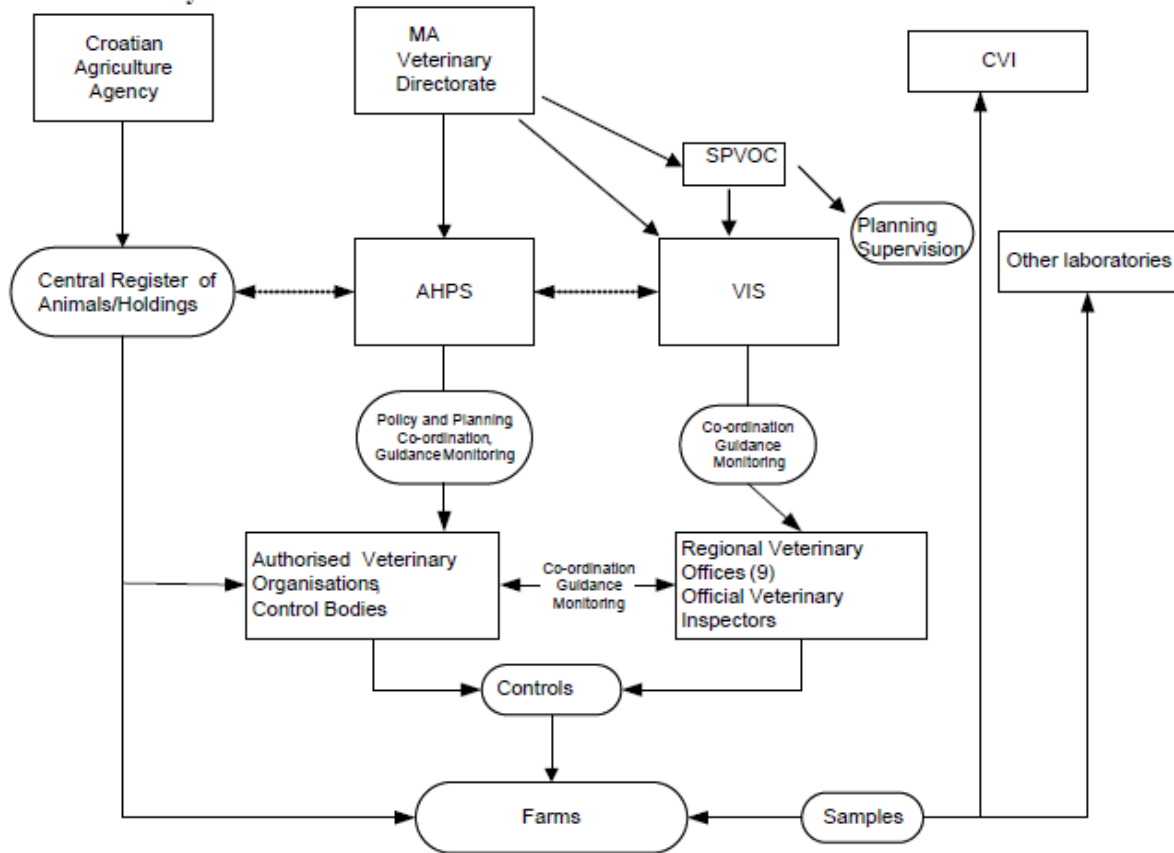 Croatian
Agriculture
Agency
MA
Veterinary
Directorate
CVI
SPVOC
Planning
Supervision
Other laboratories
Central Register of
Animals/Holdings
AHPS
VIS
Policy and Planning
Co-ordination,
Guidance Monitoring
Co-ordination
Guidance
Monitoring
Authorised Veterinary
Organisations,
Control Bodies
Co-ordination
Guidance
Monitoring
Regional Veterinary
Offices (9)
Official Veterinary
Inspectors
Controls
Farms
Samples